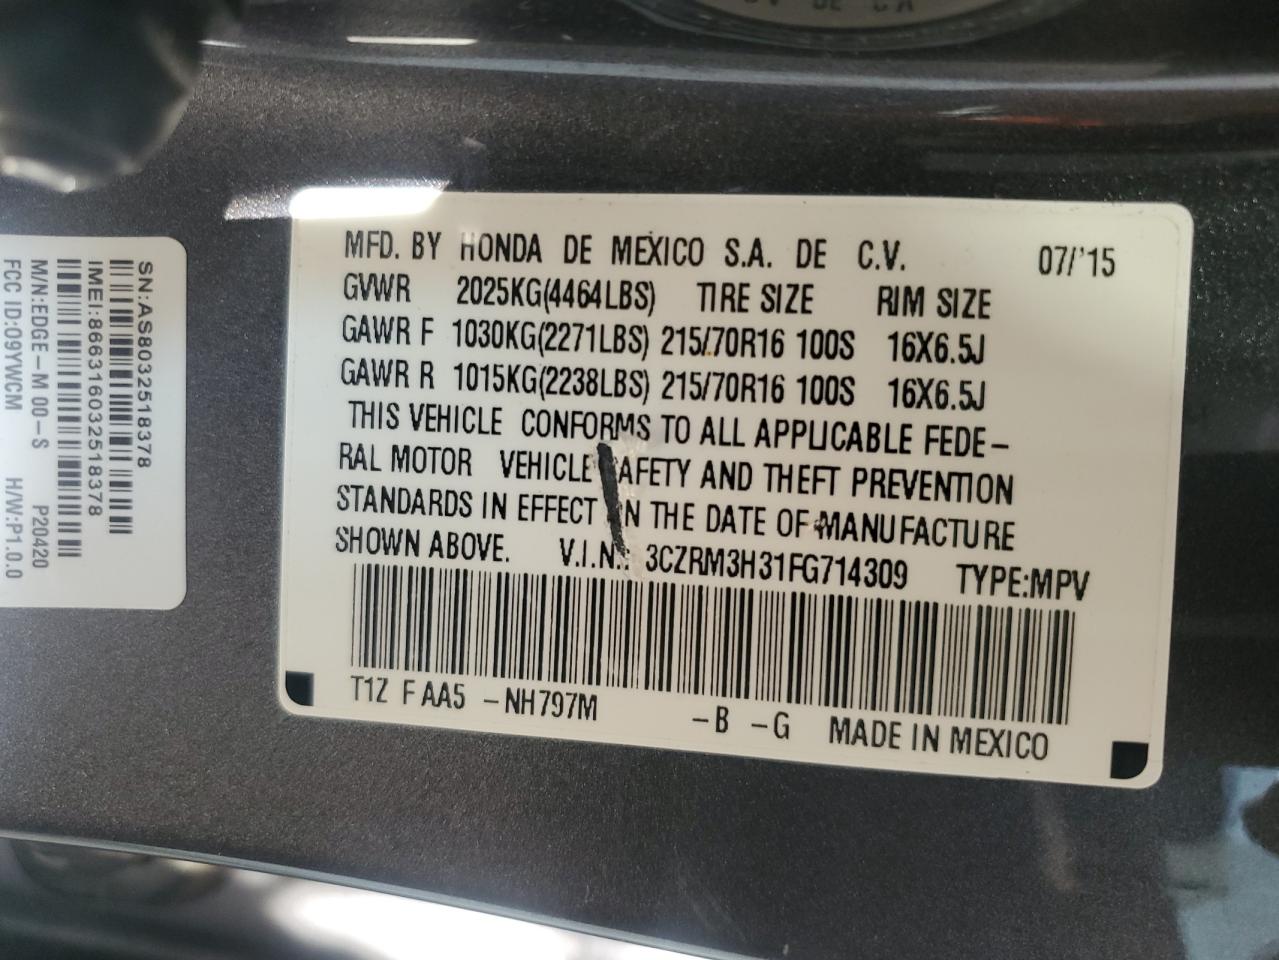 MFD. BY HONDA DE MEXICO S.A. DE C.V. 07/'15
GVWR 2025KG(4464LBS) TIRE SIZE RIM SIZE
GAWR F 1030KG(2271LBS) 215/70R16 100S 16X6.5J
GAWR R 1015KG(2238LBS) 215/70R16 100S 16X6.5J
THIS VEHICLE CONFORMS TO ALL APPLICABLE FEDE-
RAL MOTOR VEHICLE SAFETY AND THEFT PREVENTION
STANDARDS IN EFFECT ON THE DATE OF MANUFACTURE
SHOWN ABOVE. V.I.N.: 3CZRM3H31FG714309 TYPE:MPV
T1Z F AA5 -NH797M -B -G MADE IN MEXICO
SN:AS8032518378
IMEI:866316032518378
M/N:EDGE-M 00-S P20420
FCC ID:O9YWCM H/W:P1.0.0